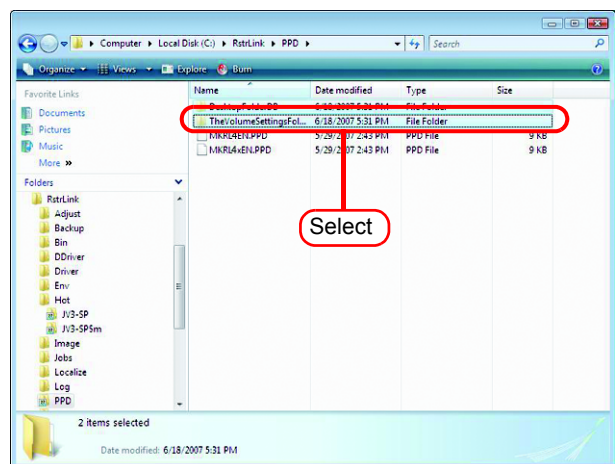 Computer ▸ Local Disk (C:) ▸ RstrLink ▸ PPD ▸ Search
Organize Views Explore Burn
Favorite Links
Documents
Pictures
Music
More »
Folders
RstrLink
Adjust
Backup
Bin
DDriver
Driver
Env
Hot
JV3-SP
JV3-SPSm
Image
Jobs
Localize
Log
PPD
Name Date modified Type Size
6/18/2007 5:31 PM File Folder
TheVolumeSettingsFol... 6/18/2007 5:31 PM File Folder
MKRL4EN.PPD 5/29/2007 2:43 PM PPD File 9 KB
MKRL4xEN.PPD 5/29/2007 2:43 PM PPD File 9 KB
Select
2 items selected
Date modified: 6/18/2007 5:31 PM